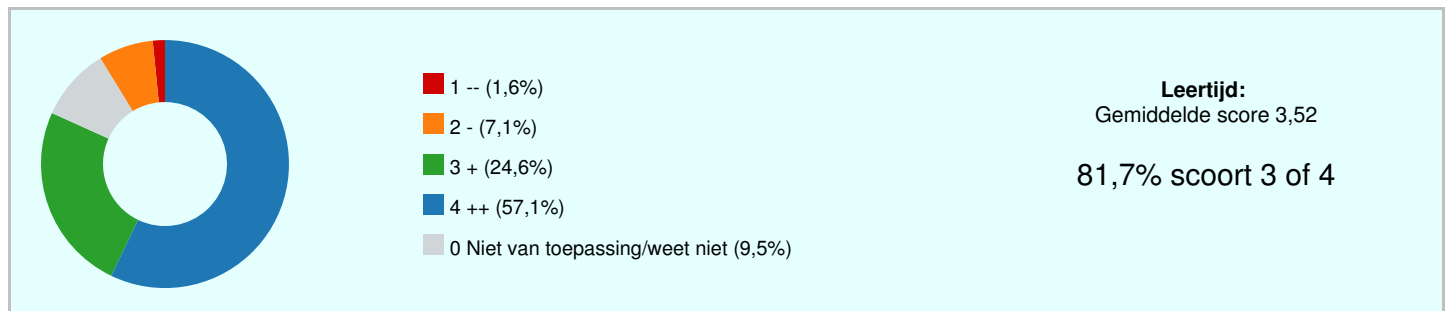 1 -- (1,6%)
2 - (7,1%)
3 + (24,6%)
4 ++ (57,1%)
0 Niet van toepassing/weet niet (9,5%)
Leertijd:
Gemiddelde score 3,52
81,7% scoort 3 of 4